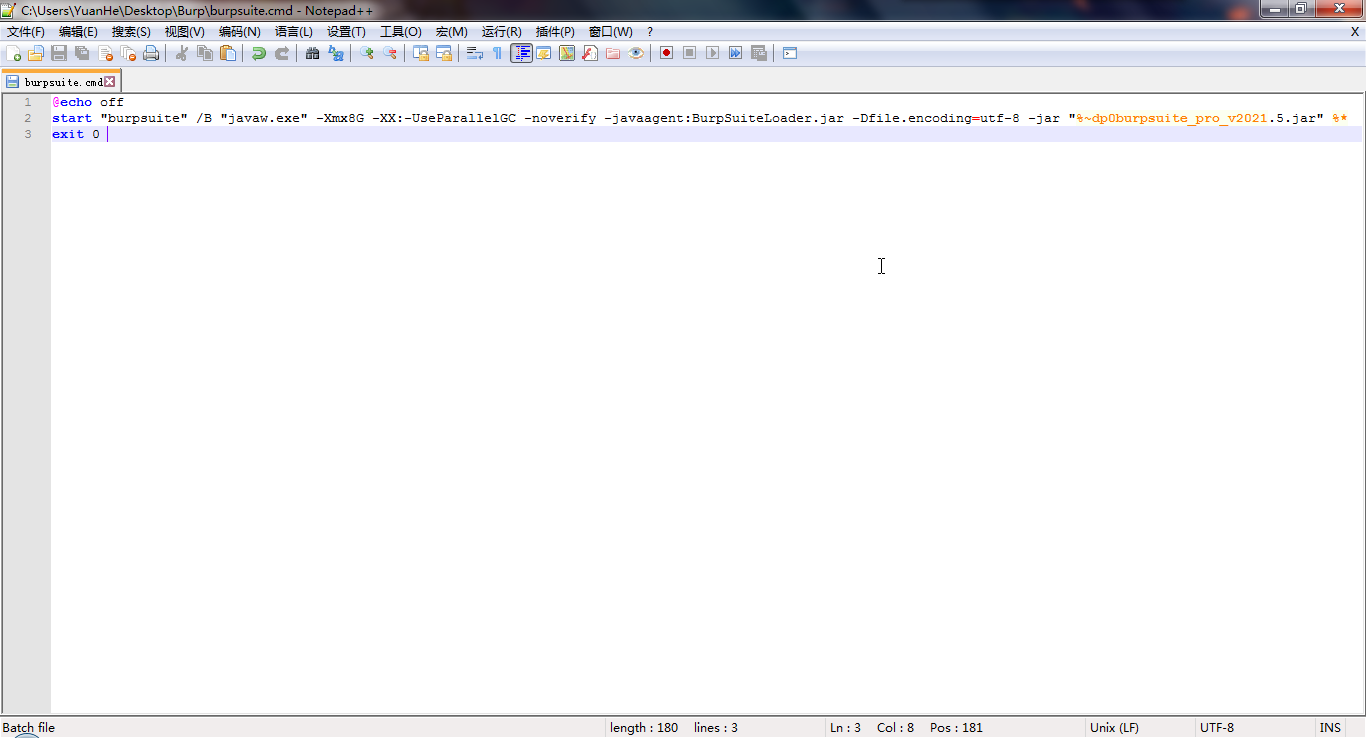 C:\Users\YuanHe\Desktop\Burp\burpsuite.cmd - Notepad++
文件(F) 编辑(E) 搜索(S) 视图(V) 编码(N) 语言(L) 设置(T) 工具(O) 宏(M) 运行(R) 插件(P) 窗口(W) ? X
burpsuite.cmd
1 @echo off
2 start "burpsuite" /B "javaw.exe" -Xmx8G -XX:-UseParallelGC -noverify -javaagent:BurpSuiteLoader.jar -Dfile.encoding=utf-8 -jar "%~dp0burpsuite_pro_v2021.5.jar" %*
3 exit 0
Batch file length : 180 lines : 3 Ln : 3 Col : 8 Pos : 181 Unix (LF) UTF-8 INS